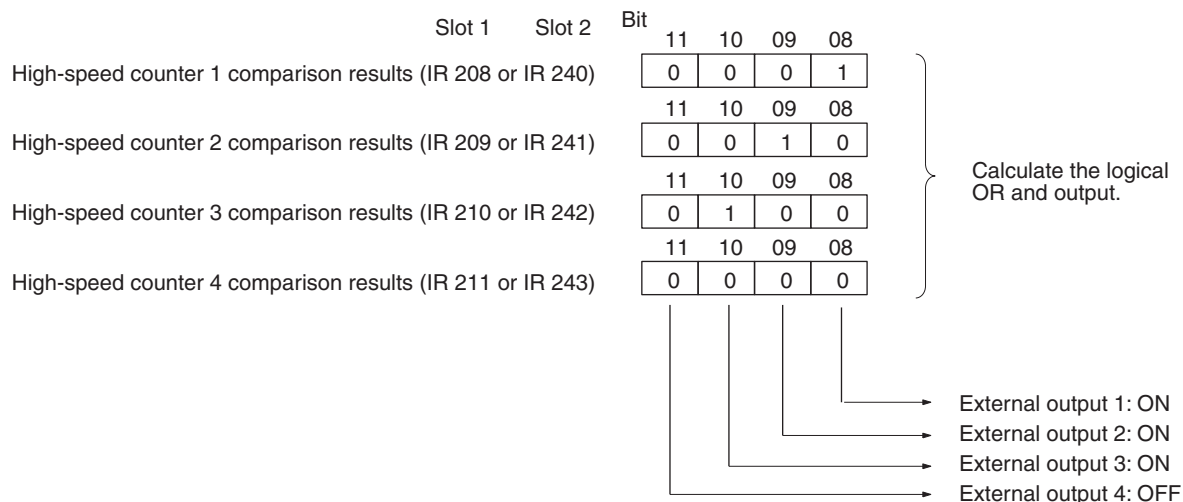 Slot 1 Slot 2 Bit
11 10 09 08
High-speed counter 1 comparison results (IR 208 or IR 240) 0 0 0 1
11 10 09 08
High-speed counter 2 comparison results (IR 209 or IR 241) 0 0 1 0
Calculate the logical
OR and output.
11 10 09 08
High-speed counter 3 comparison results (IR 210 or IR 242) 0 1 0 0
11 10 09 08
High-speed counter 4 comparison results (IR 211 or IR 243) 0 0 0 0
External output 1: ON
External output 2: ON
External output 3: ON
External output 4: OFF